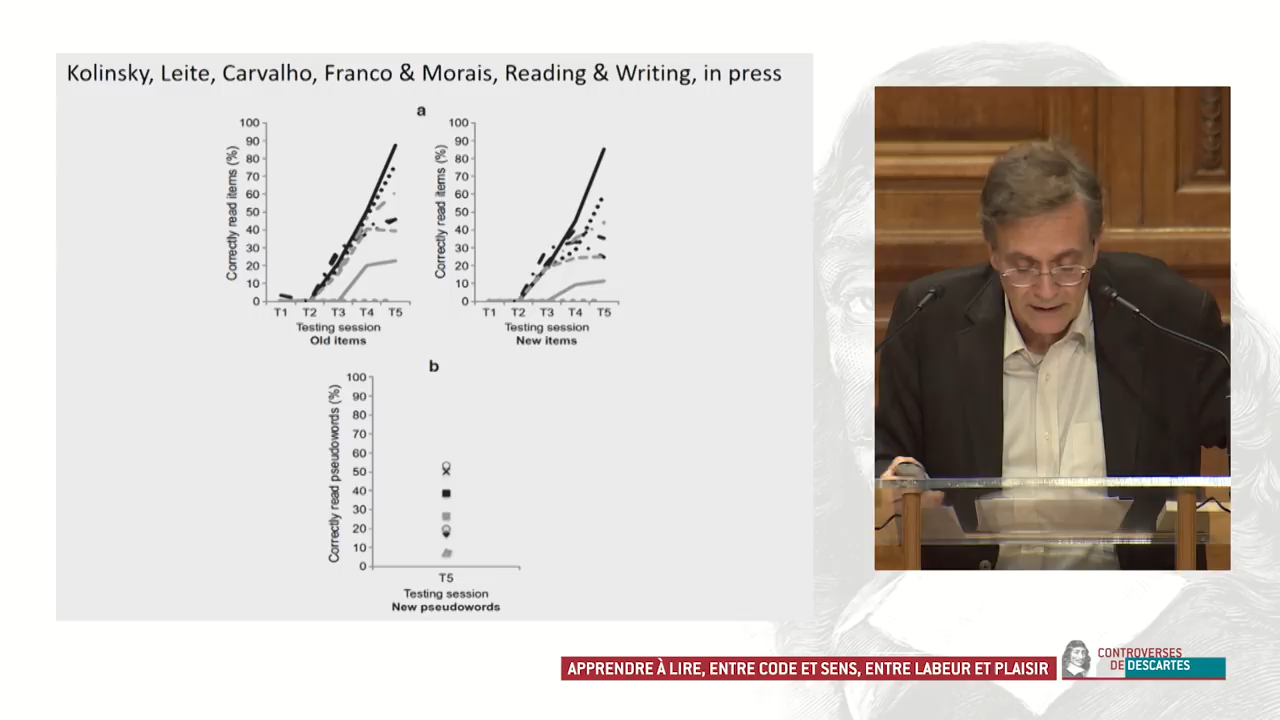 Kolinsky, Leite, Carvalho, Franco & Morais, Reading & Writing, in press
a
Correctly read items (%)
100
90
80
70
60
50
40
30
20
10
0
T1 T2 T3 T4 T5
Testing session
Old items
Correctly read items (%)
100
90
80
70
60
50
40
30
20
10
0
T1 T2 T3 T4 T5
Testing session
New items
b
Correctly read pseudowords (%)
100
90
80
70
60
50
40
30
20
10
0
T5
Testing session
New pseudowords
APPRENDRE À LIRE, ENTRE CODE ET SENS, ENTRE LABEUR ET PLAISIR
CONTROVERSES
DE DESCARTES